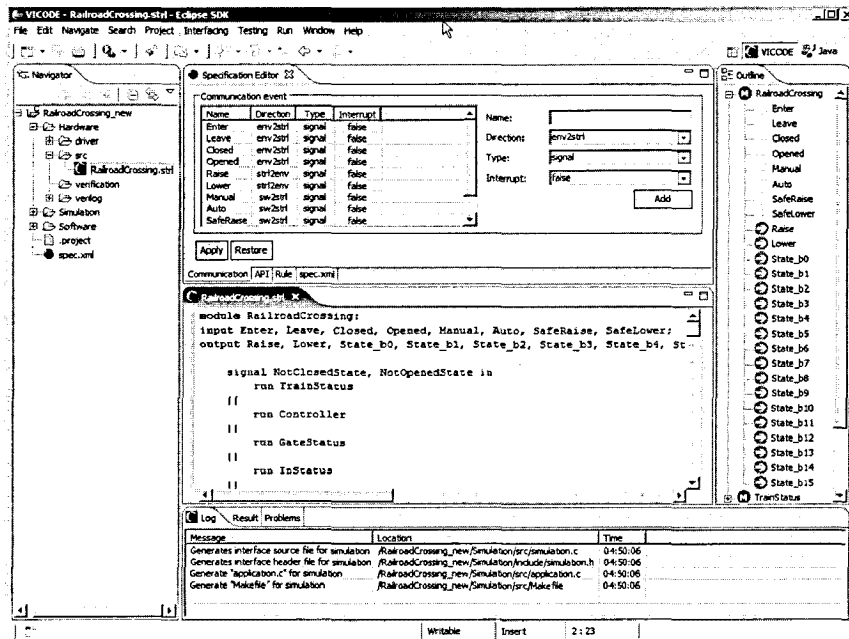 VICODE - RailroadCrossing.strl - Eclipse SDK
File Edit Navigate Search Project Interfacing Testing Run Window Help
VICODE Java
Navigator
RailroadCrossing_new
Hardware
driver
src
RailroadCrossing.strl
verification
verilog
Simulation
Software
.project
spec.xml
Specification Editor
Communication event
Name Direction Type Interrupt
Enter env2strl signal false
Leave env2strl signal false
Closed env2strl signal false
Opened env2strl signal false
Raise strl2env signal false
Lower strl2env signal false
Manual sw2strl signal false
Auto sw2strl signal false
SafeRaise sw2strl signal false
Name:
Direction: env2strl
Type: signal
Interrupt: false
Add
Apply Restore
Communication API Rule spec.xml
RailroadCrossing.strl
module RailroadCrossing:
input Enter, Leave, Closed, Opened, Manual, Auto, SafeRaise, SafeLower;
output Raise, Lower, State_b0, State_b1, State_b2, State_b3, State_b4, St
signal NotClosedState, NotOpenedState in
run TrainStatus
||
run Controller
||
run GateStatus
||
run InStatus
||
Outline
RailroadCrossing
Enter
Leave
Closed
Opened
Manual
Auto
SafeRaise
SafeLower
Raise
Lower
State_b0
State_b1
State_b2
State_b3
State_b4
State_b5
State_b6
State_b7
State_b8
State_b9
State_b10
State_b11
State_b12
State_b13
State_b14
State_b15
TrainStatus
Log Result Problems
Message Location Time
Generates interface source file for simulation /RailroadCrossing_new/Simulation/src/simulation.c 04:50:06
Generates interface header file for simulation /RailroadCrossing_new/Simulation/include/simulation.h 04:50:06
Generate "application.c" for simulation /RailroadCrossing_new/Simulation/src/application.c 04:50:06
Generate "Makefile" for simulation /RailroadCrossing_new/Simulation/src/Makefile 04:50:06
Writable Insert 2 : 23